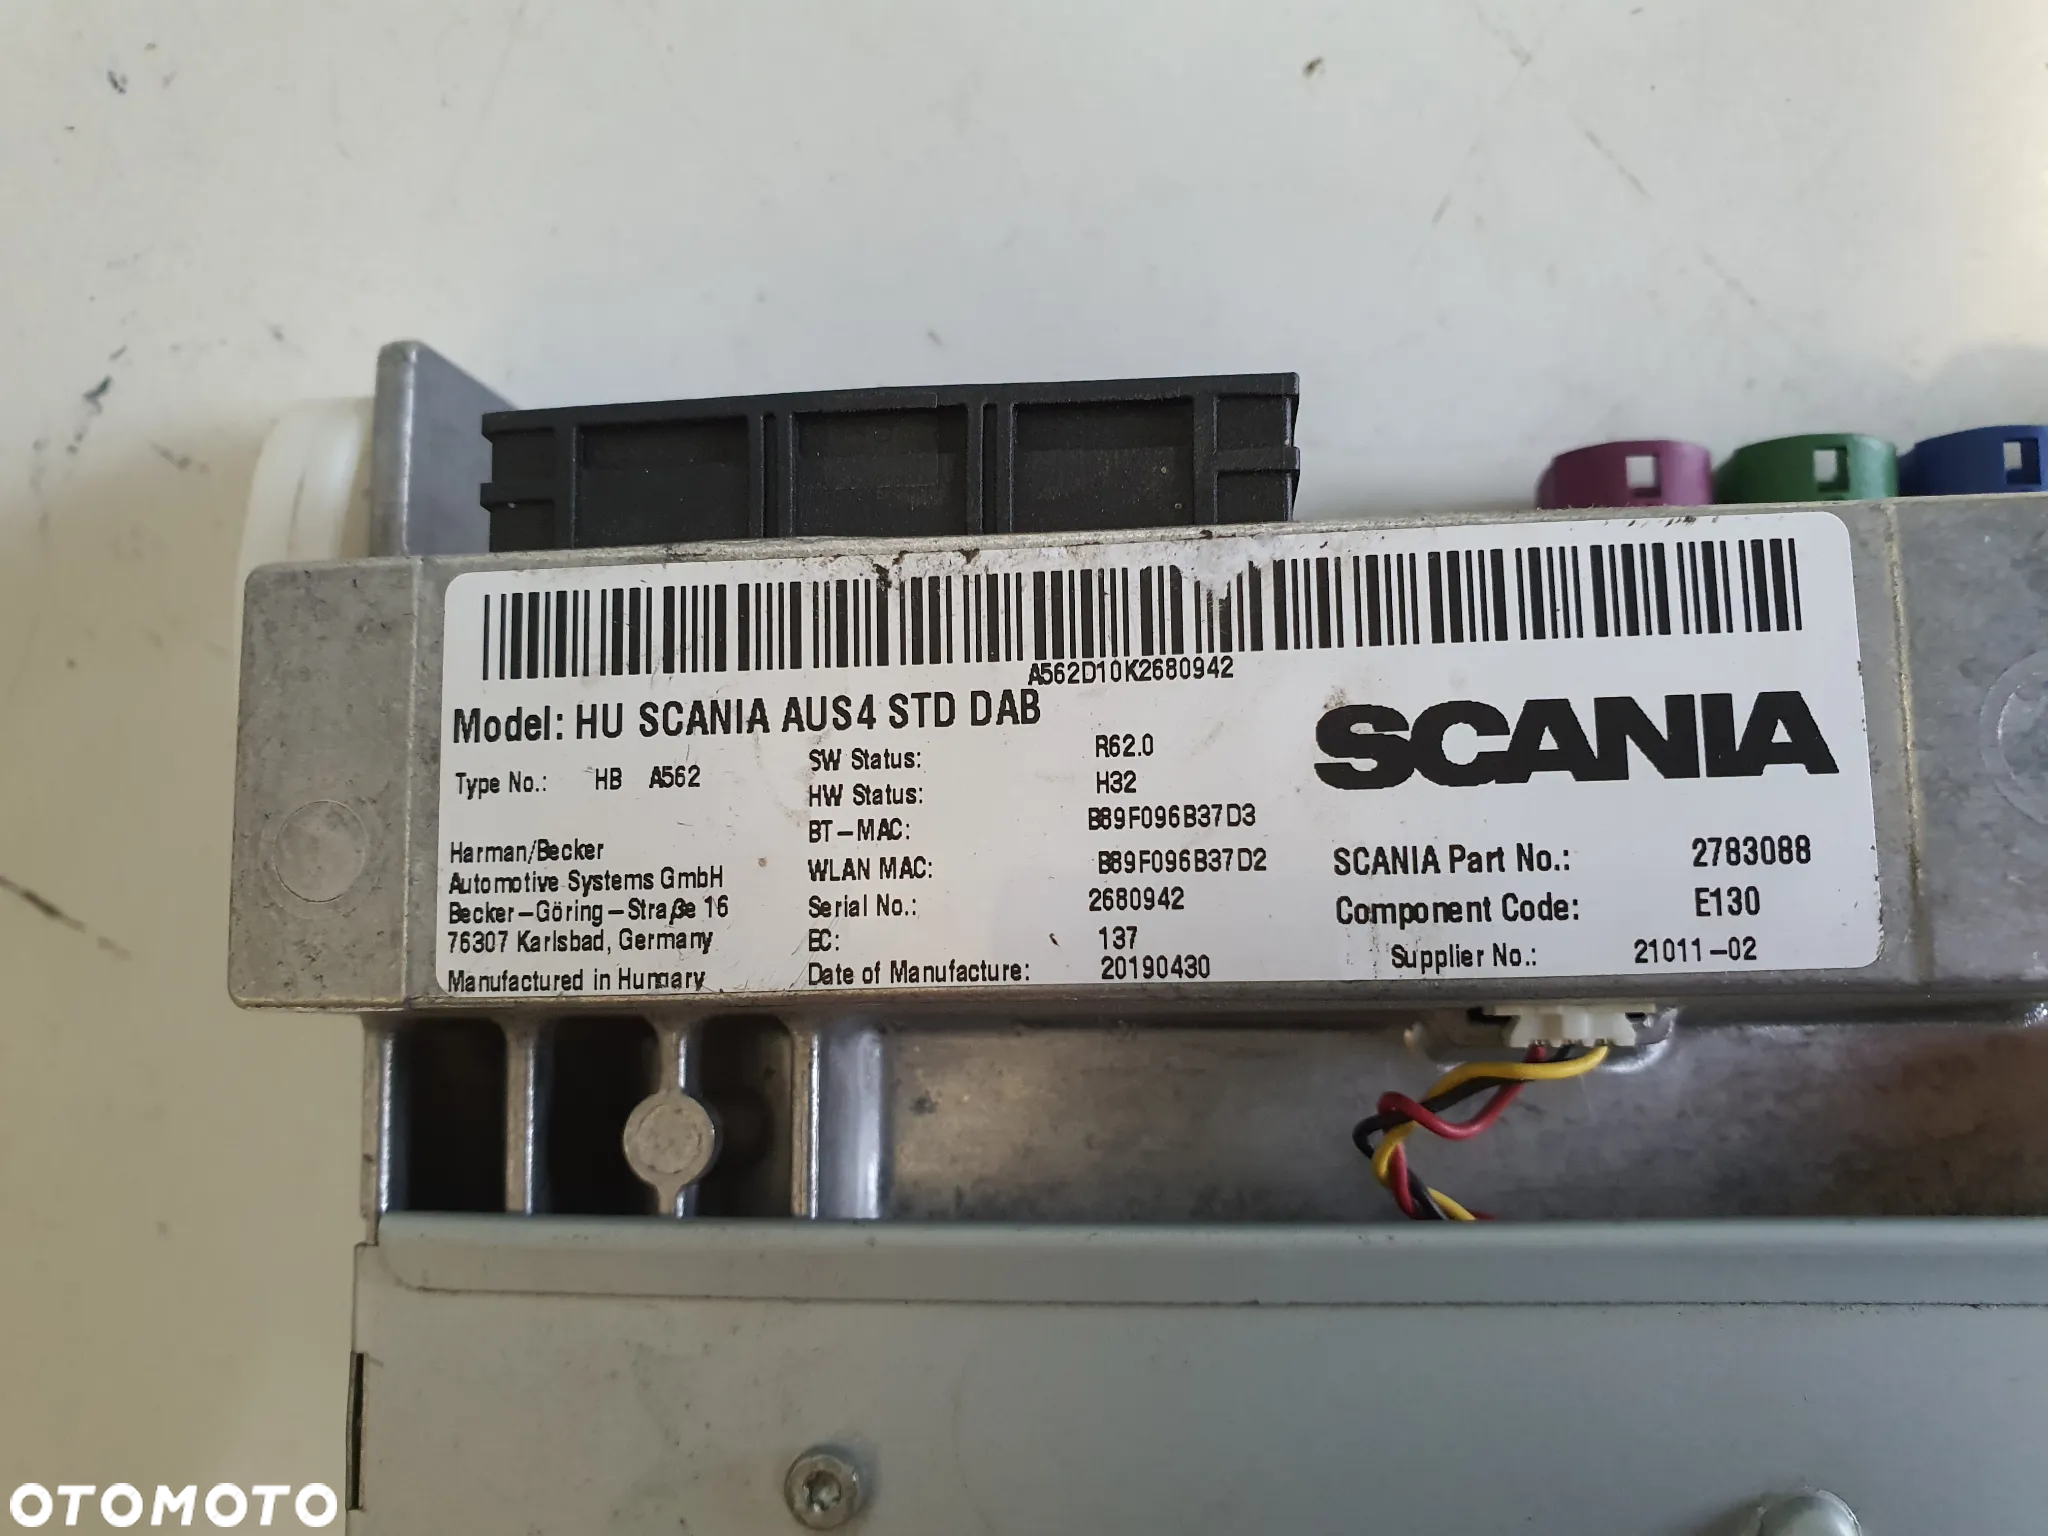 A562D10K2680942
Model: HU SCANIA AUS4 STD DAB
Type No.: HB A562
Harman/Becker
Automotive Systems GmbH
Becker-Göring-Straße 16
76307 Karlsbad, Germany
Manufactured in Hungary
SW Status: R62.0
HW Status: H32
BT-MAC: B89F096B37D3
WLAN MAC: B89F096B37D2
Serial No.: 2680942
EC: 137
Date of Manufacture: 20190430
SCANIA
SCANIA Part No.: 2783088
Component Code: E130
Supplier No.: 21011-02
OTOMOTO